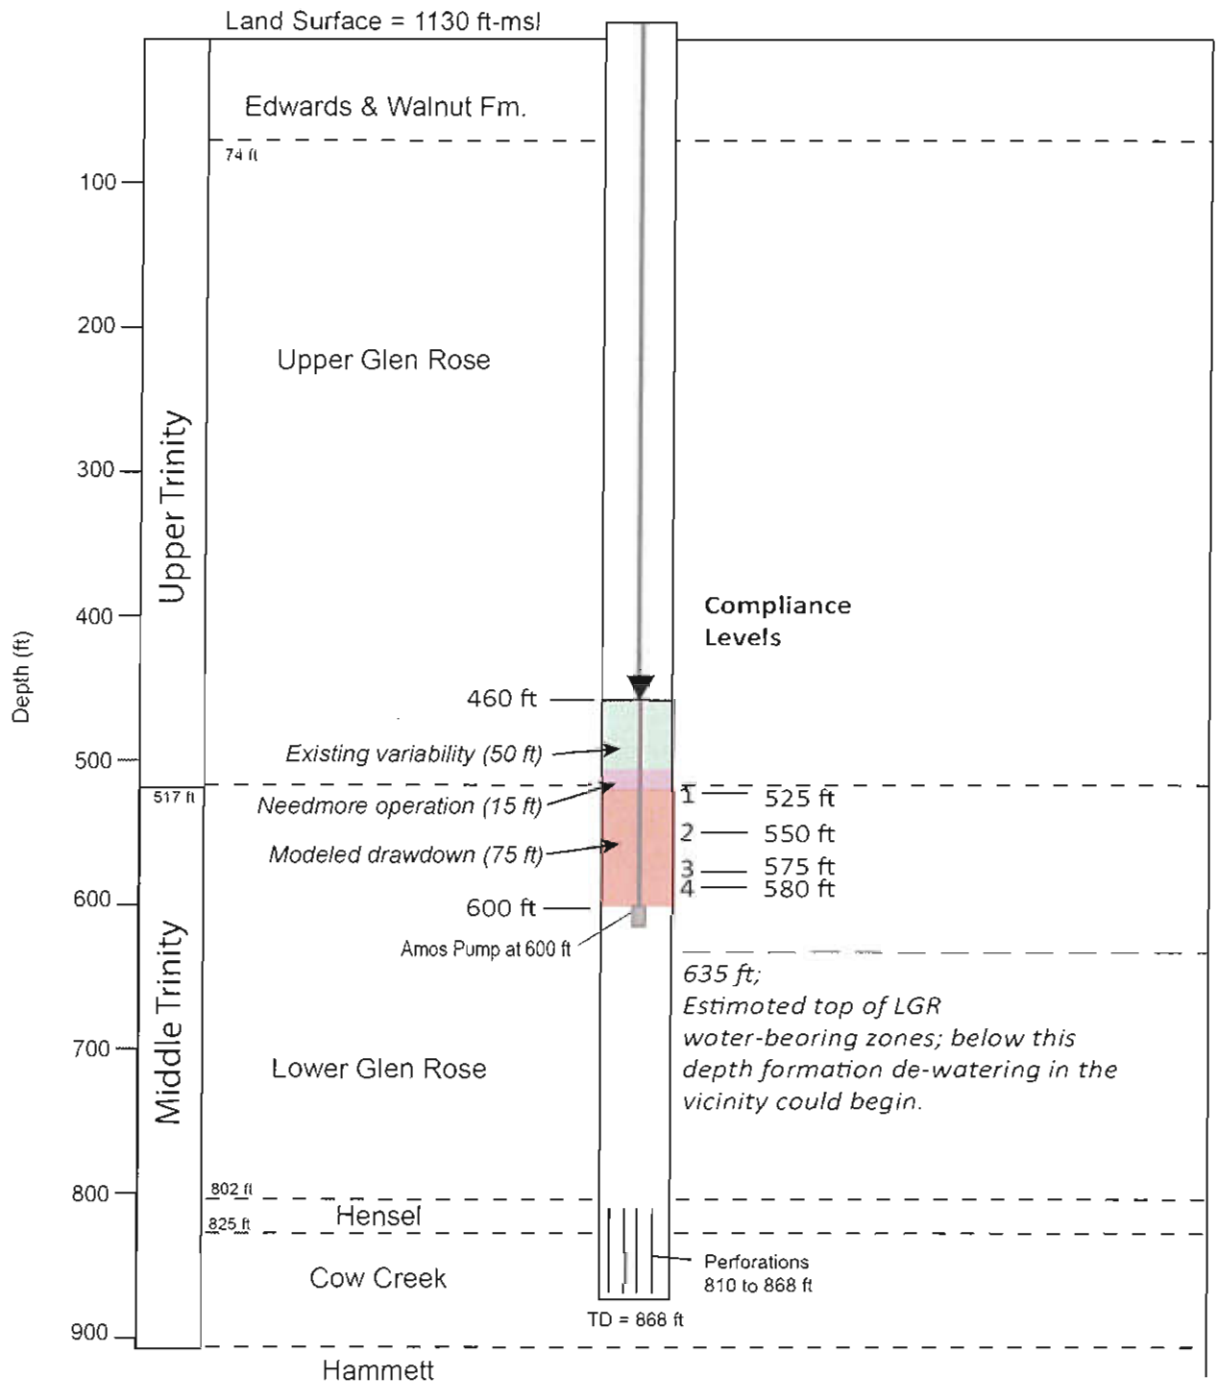 Land Surface = 1130 ft-msl
Edwards & Walnut Fm.
74 ft
100
200
Upper Glen Rose
300
Upper Trinity
400
Compliance
Levels
Depth (ft)
460 ft
Existing variability (50 ft)
500
517 ft
Needmore operation (15 ft)
1
525 ft
2
550 ft
Modeled drawdown (75 ft)
3
575 ft
4
580 ft
600
600 ft
Amos Pump at 600 ft
635 ft;
Estimoted top of LGR
woter-beoring zones; below this
depth formation de-watering in the
vicinity could begin.
700
Middle Trinity
Lower Glen Rose
800
802 ft
Hensel
825 ft
Cow Creek
Perforations
810 to 868 ft
TD = 868 ft
900
Hammett